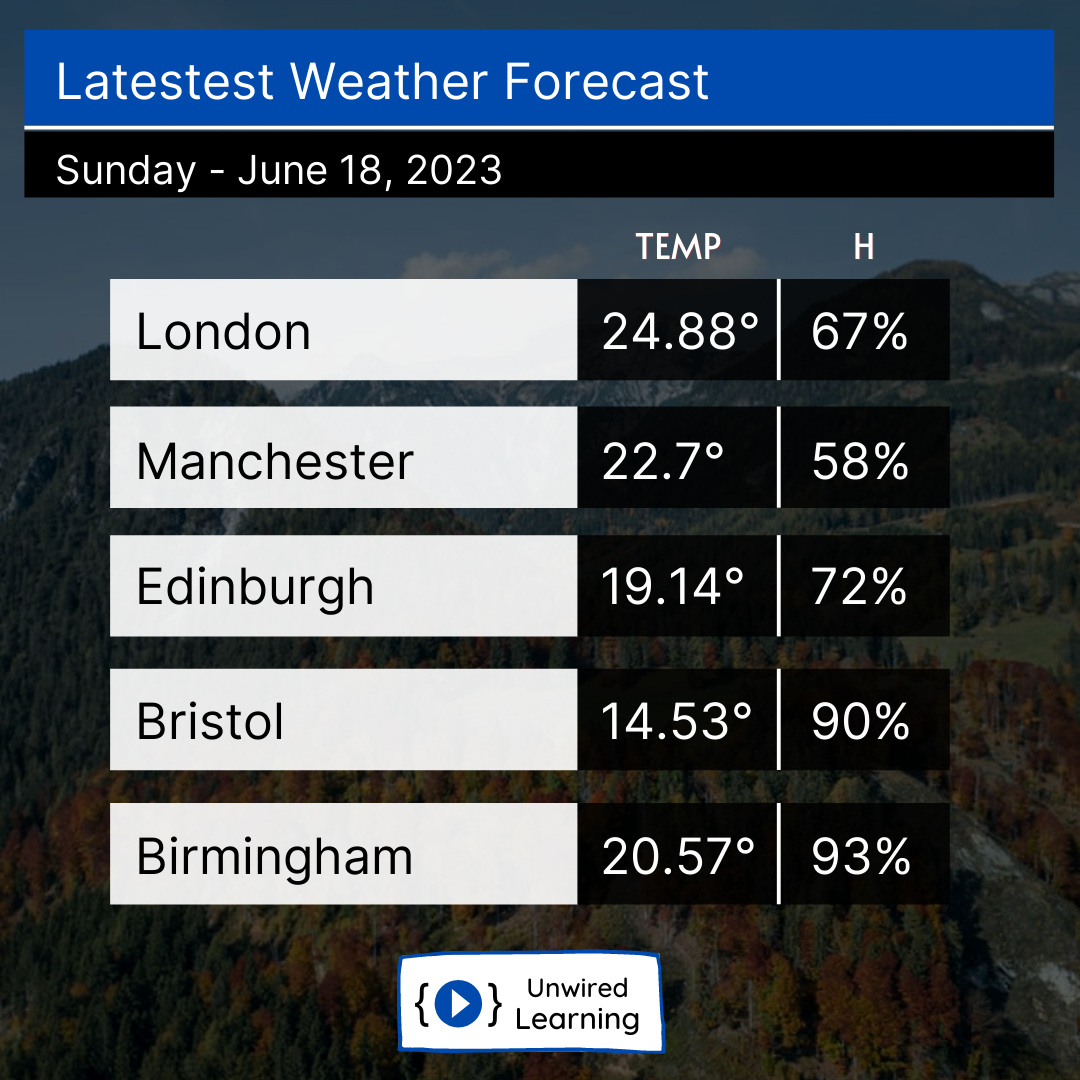 Latestest Weather Forecast
Sunday - June 18, 2023
TEMP H
London 24.88° 67%
Manchester 22.7° 58%
Edinburgh 19.14° 72%
Bristol 14.53° 90%
Birmingham 20.57° 93%
{ } Unwired
Learning